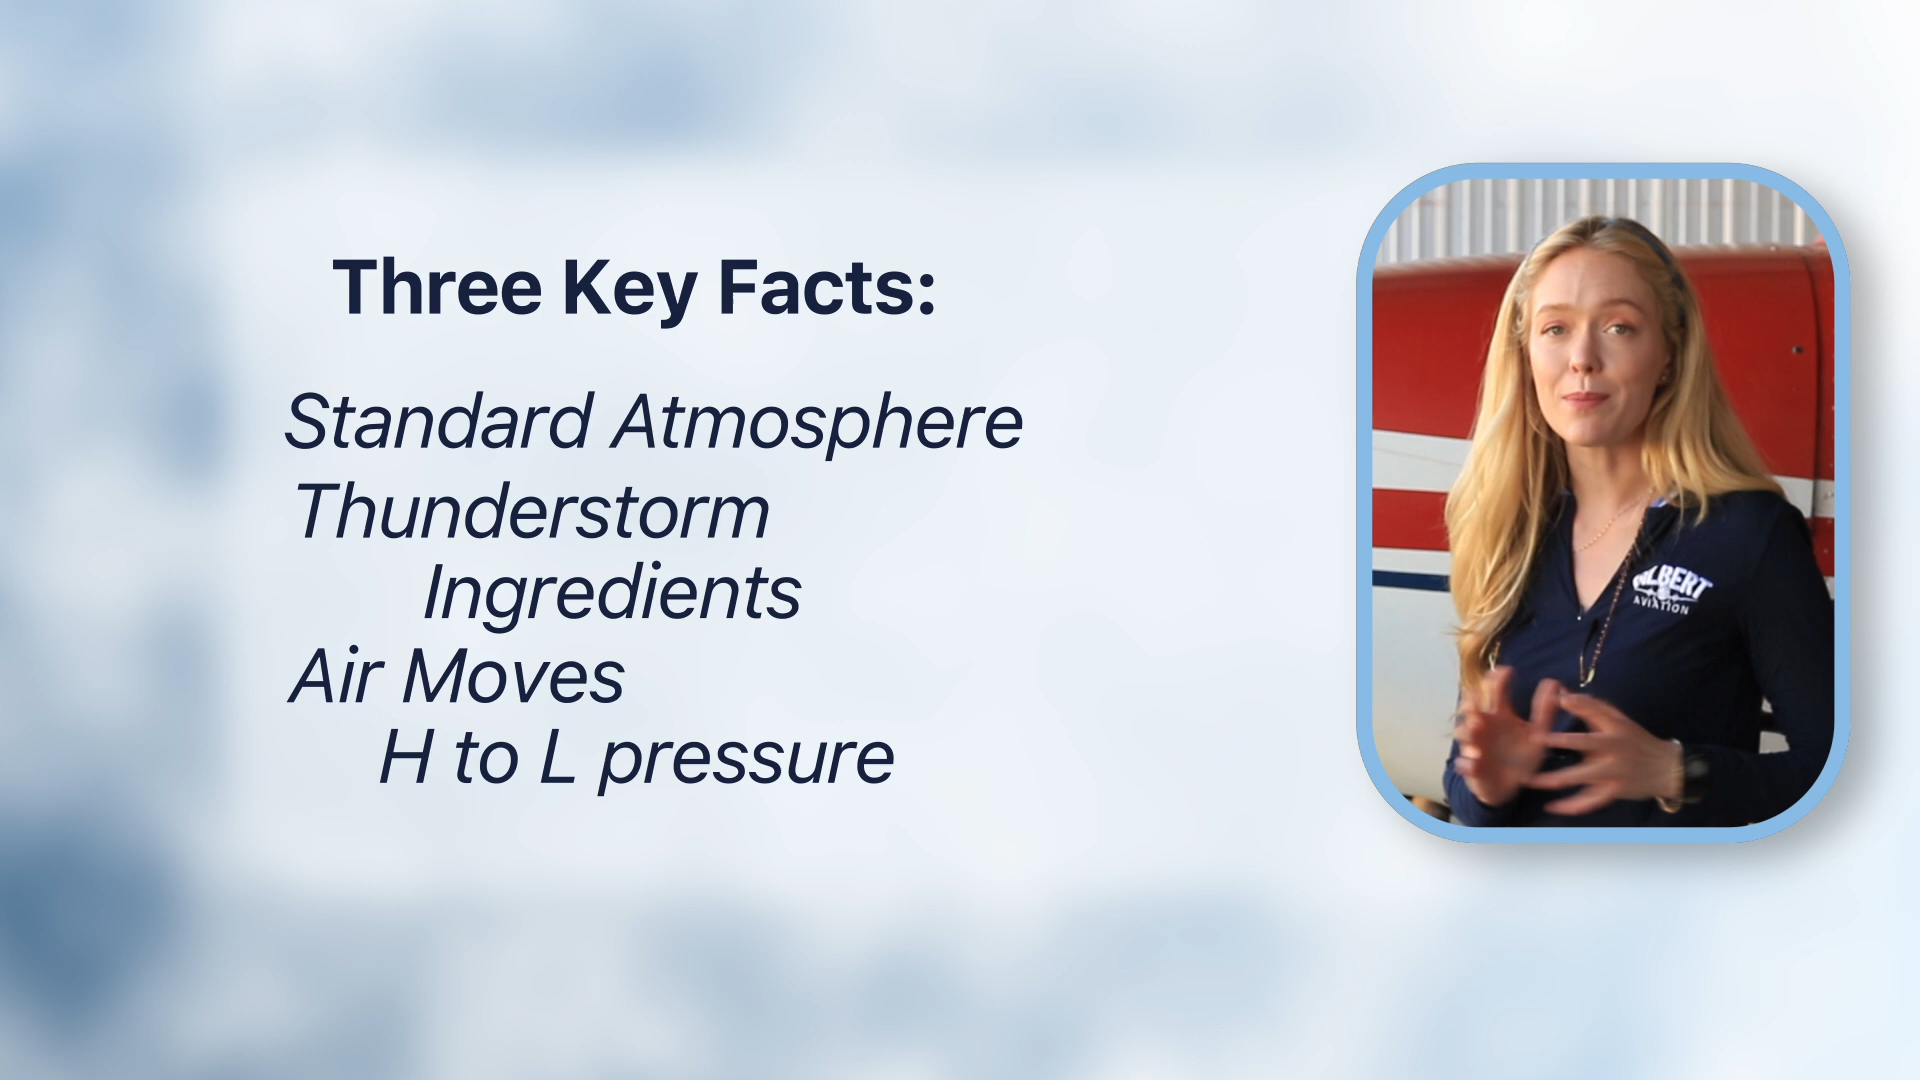 Three Key Facts:
Standard Atmosphere
Thunderstorm
Ingredients
Air Moves
H to L pressure
AVIATION